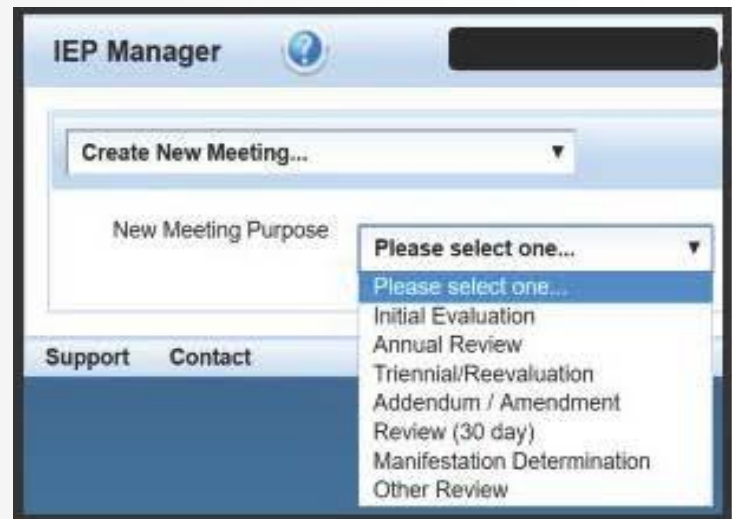 IEP Manager
Create New Meeting...
New Meeting Purpose
Please select one...
Please select one...
Initial Evaluation
Annual Review
Triennial/Reevaluation
Addendum / Amendment
Review (30 day)
Manifestation Determination
Other Review
Support Contact